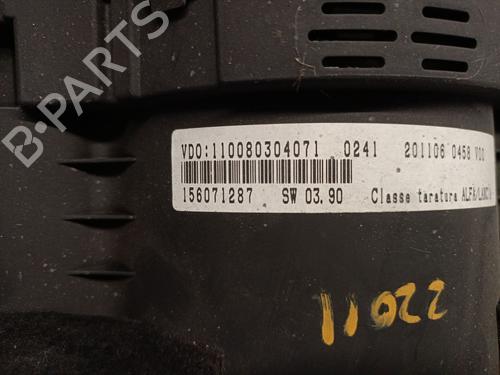 B-PARTS
VDO:110080304071 0241 201106 0458 VDO
156071287 SW 03.90 Classe taratura ALFA/LANCIA
11022